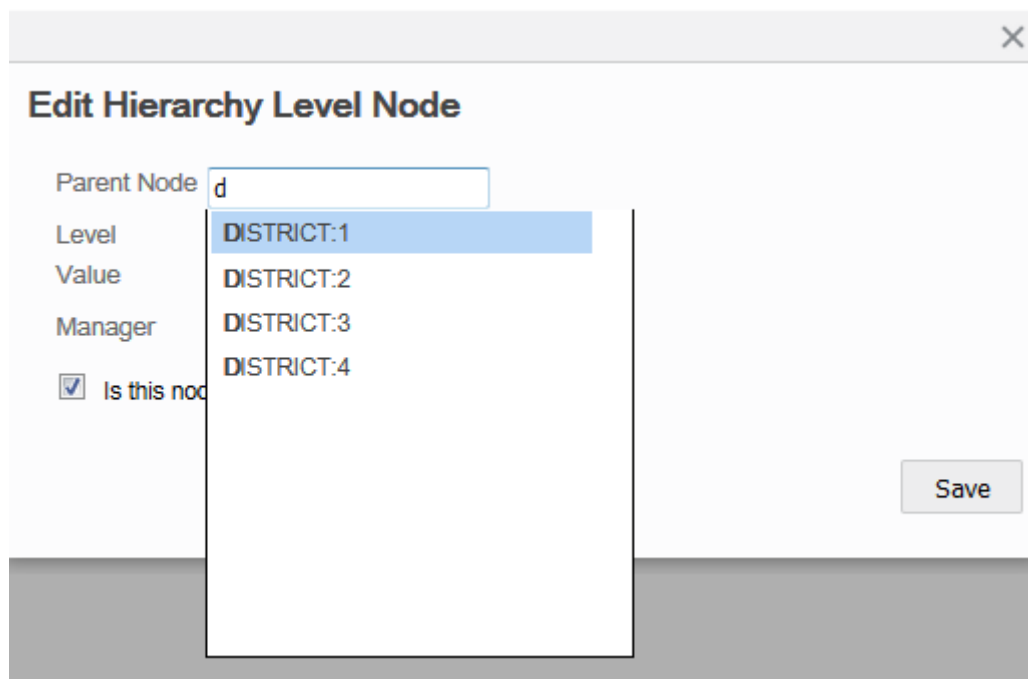 Edit Hierarchy Level Node
Parent Node d
Level DISTRICT:1
Value DISTRICT:2
Manager DISTRICT:3
DISTRICT:4
Is this
Save